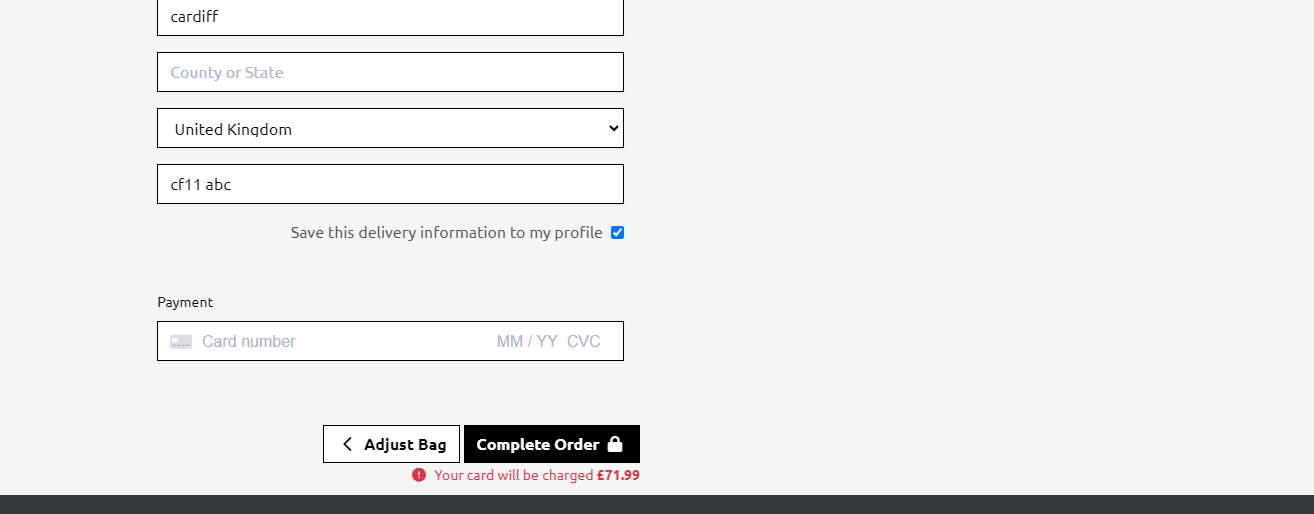 cardiff
County or State
United Kingdom
cf11 abc
Save this delivery information to my profile
Payment
Card number MM / YY CVC
Adjust Bag Complete Order
Your card will be charged £71.99